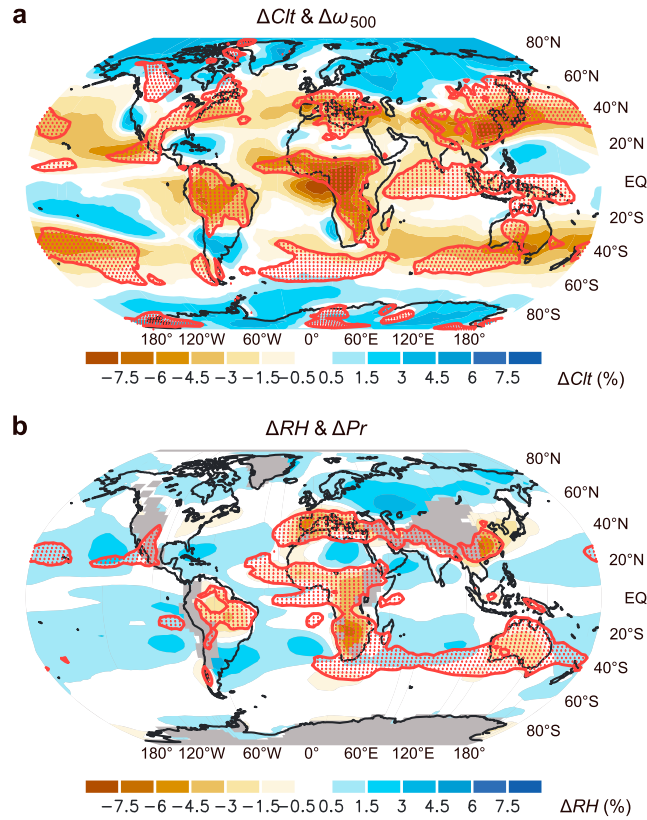 a
ΔClt & Δω500
80°N
60°N
40°N
20°N
EQ
20°S
40°S
60°S
80°S
180° 120°W 60°W 0° 60°E 120°E 180°
−7.5 −6 −4.5 −3 −1.5 −0.5 0.5 1.5 3 4.5 6 7.5 ΔClt (%)
b
ΔRH & ΔPr
80°N
60°N
40°N
20°N
EQ
20°S
40°S
60°S
80°S
180° 120°W 60°W 0° 60°E 120°E 180°
−7.5 −6 −4.5 −3 −1.5 −0.5 0.5 1.5 3 4.5 6 7.5 ΔRH (%)